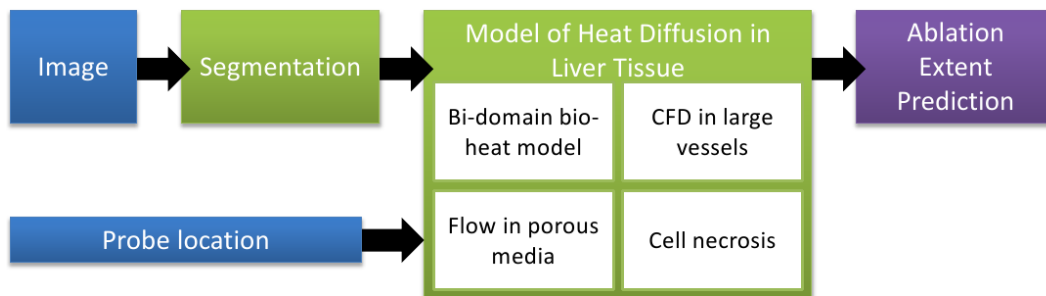 Image
Segmentation
Model of Heat Diffusion in
Liver Tissue
Ablation
Extent
Prediction
Bi-domain bio-
heat model
CFD in large
vessels
Probe location
Flow in porous
media
Cell necrosis